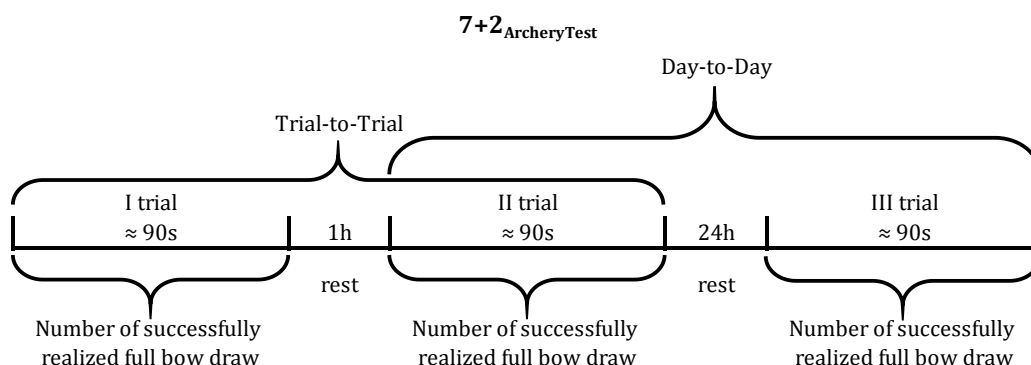 7+2ArcheryTest
Day-to-Day
Trial-to-Trial
I trial
≈ 90s
1h
rest
II trial
≈ 90s
24h
rest
III trial
≈ 90s
Number of successfully
realized full bow draw
Number of successfully
realized full bow draw
Number of successfully
realized full bow draw